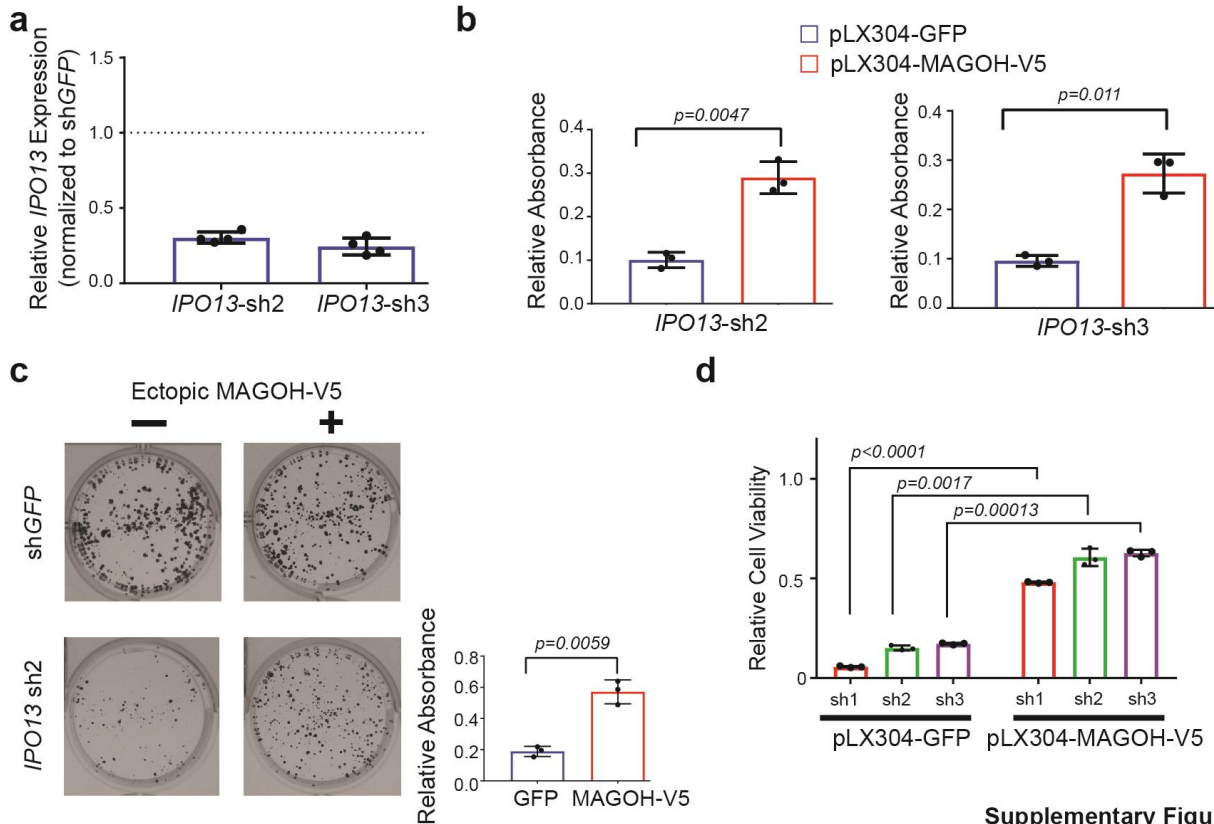 a
Relative IPO13 Expression
(normalized to shGFP)
1.5
1.0
0.5
0.0
IPO13-sh2
IPO13-sh3
b
pLX304-GFP
pLX304-MAGOH-V5
Relative Absorbance
0.4
0.3
0.2
0.1
0.0
p=0.0047
IPO13-sh2
Relative Absorbance
0.4
0.3
0.2
0.1
0.0
p=0.011
IPO13-sh3
c
Ectopic MAGOH-V5
— +
shGFP
IPO13 sh2
Relative Absorbance
0.8
0.6
0.4
0.2
0.0
p=0.0059
GFP MAGOH-V5
d
Relative Cell Viability
1.0
0.5
0
p<0.0001
p=0.0017
p=0.00013
sh1 sh2 sh3 sh1 sh2 sh3
pLX304-GFP pLX304-MAGOH-V5
Supplementary Figu